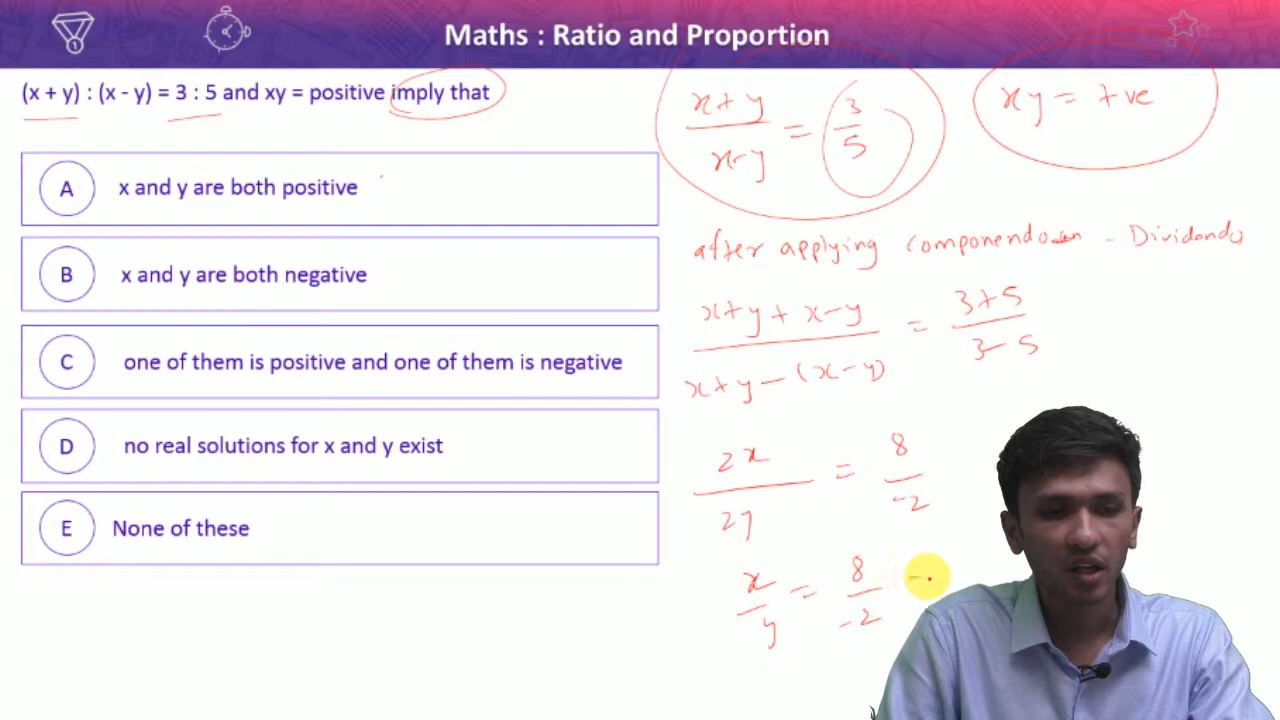 Maths : Ratio and Proportion
(x + y) : (x - y) = 3 : 5 and xy = positive imply that
A x and y are both positive
B x and y are both negative
C one of them is positive and one of them is negative
D no real solutions for x and y exist
E None of these
1
x+y
x-y
=
3
5
xy = +ve
after applying componendo - Dividendo
x+y + x-y
x+y-(x-y)
=
3+5
3-5
2x
2y
=
8
-2
x
y
=
8
-2